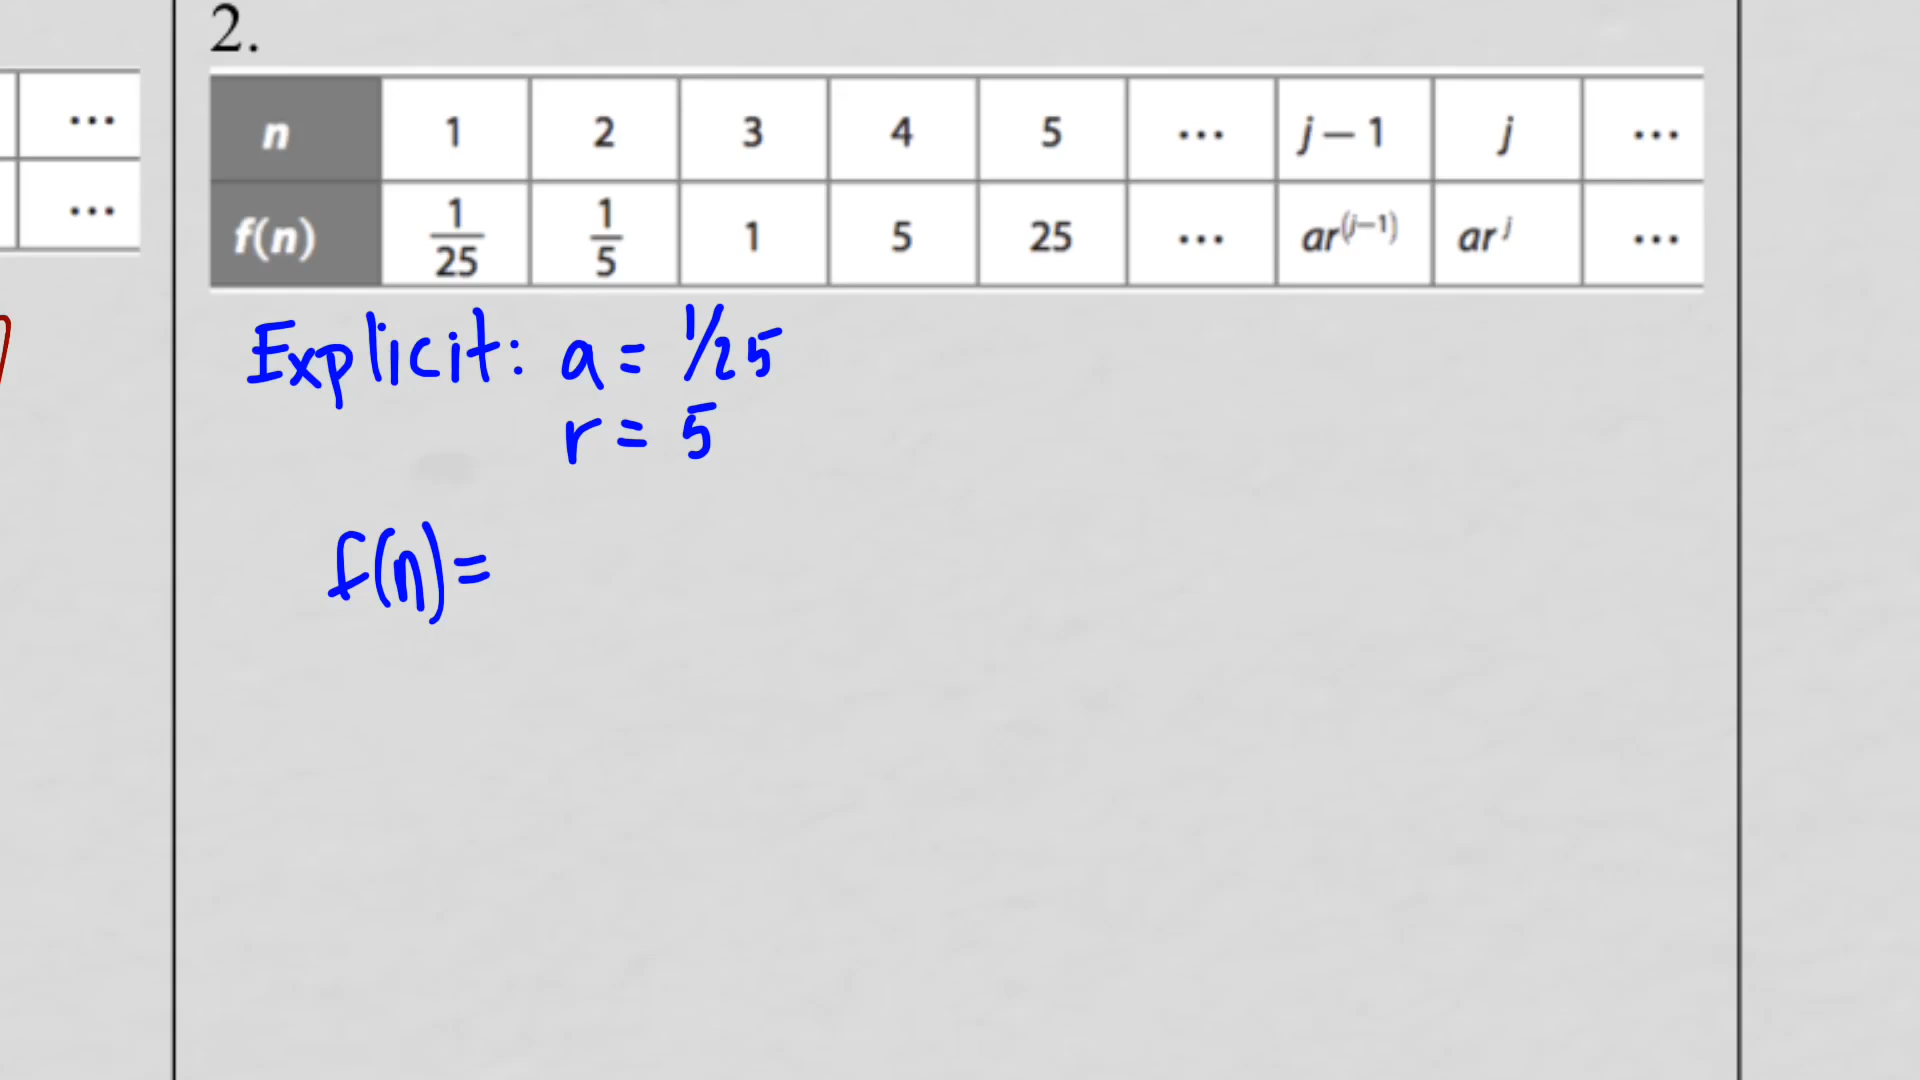 2.
n 1 2 3 4 5 ... j − 1 j ...
f(n) 1/25 1/5 1 5 25 ... ar^(j−1) ar^j ...
...
...
Explicit: a = 1/25
r = 5
f(n) =